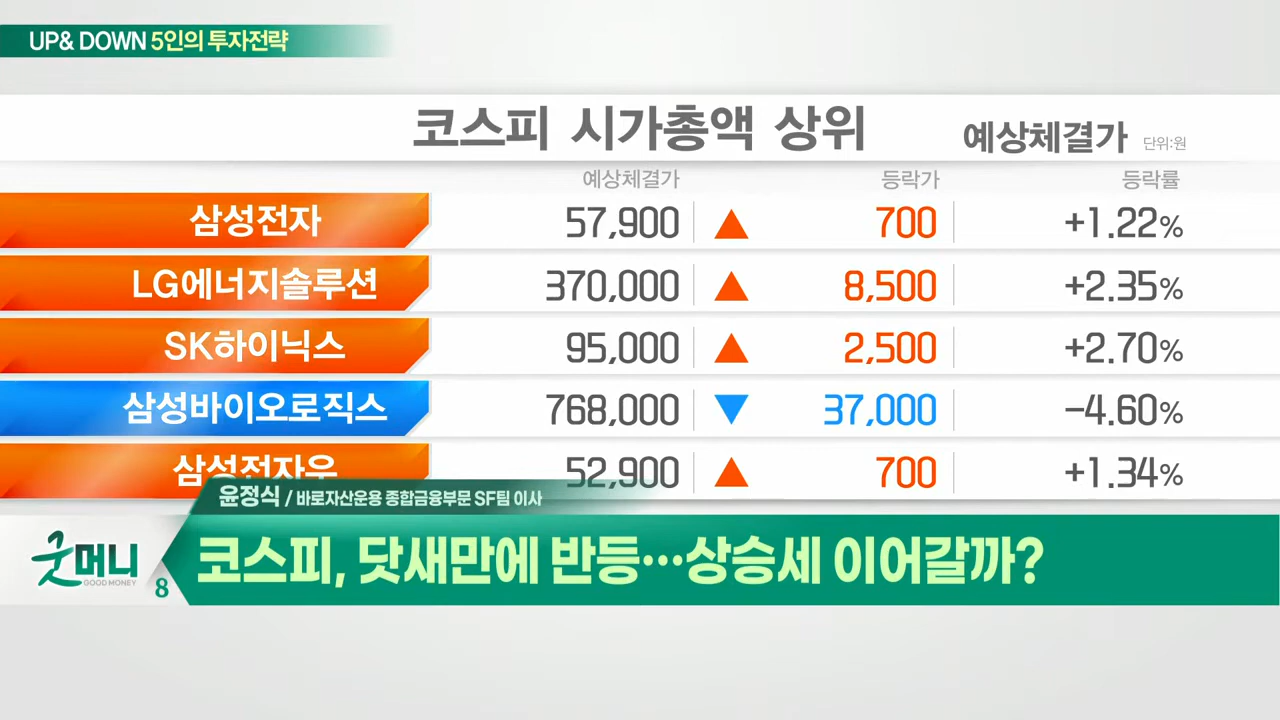 UP& DOWN 5인의 투자전략
코스피 시가총액 상위 예상체결가 단위:원
예상체결가 등락가 등락률
삼성전자 57,900 ▲ 700 +1.22%
LG에너지솔루션 370,000 ▲ 8,500 +2.35%
SK하이닉스 95,000 ▲ 2,500 +2.70%
삼성바이오로직스 768,000 ▼ 37,000 -4.60%
삼성전자우 52,900 ▲ 700 +1.34%
윤정식 / 바로자산운용 종합금융부문 SF팀 이사
굿머니
GOOD MONEY
8
코스피, 닷새만에 반등…상승세 이어갈까?